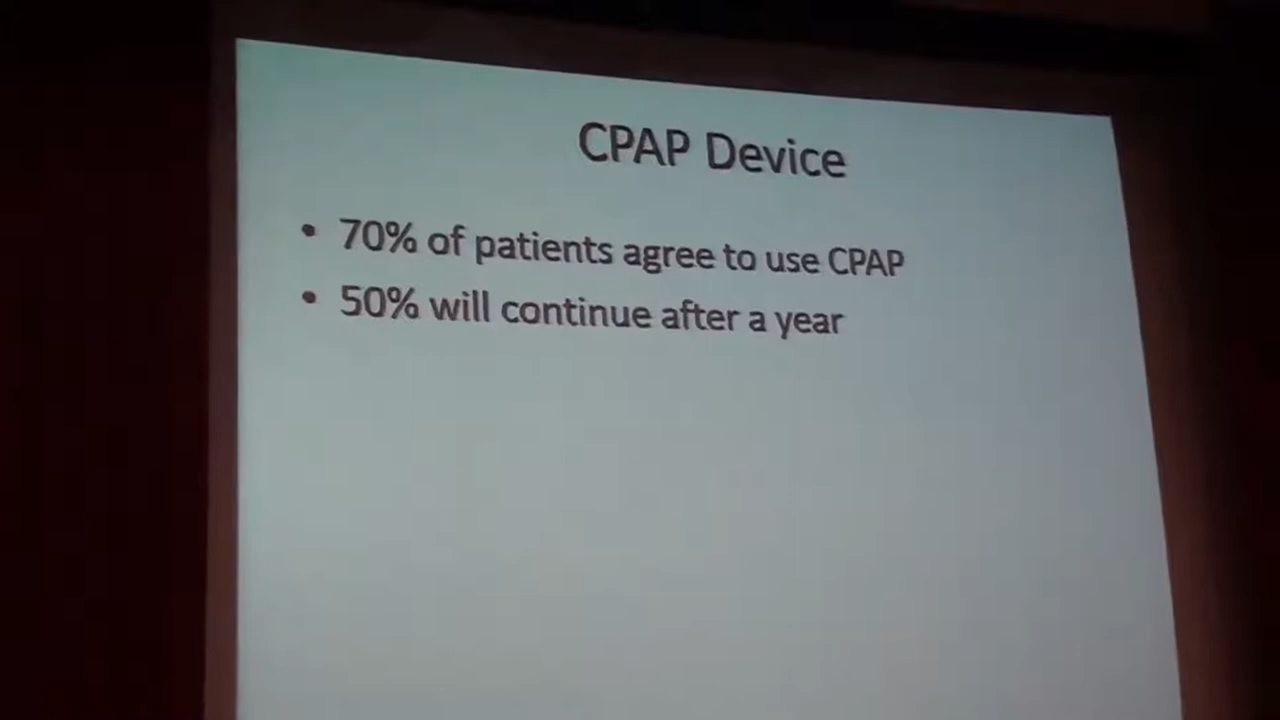 CPAP Device
• 70% of patients agree to use CPAP
• 50% will continue after a year